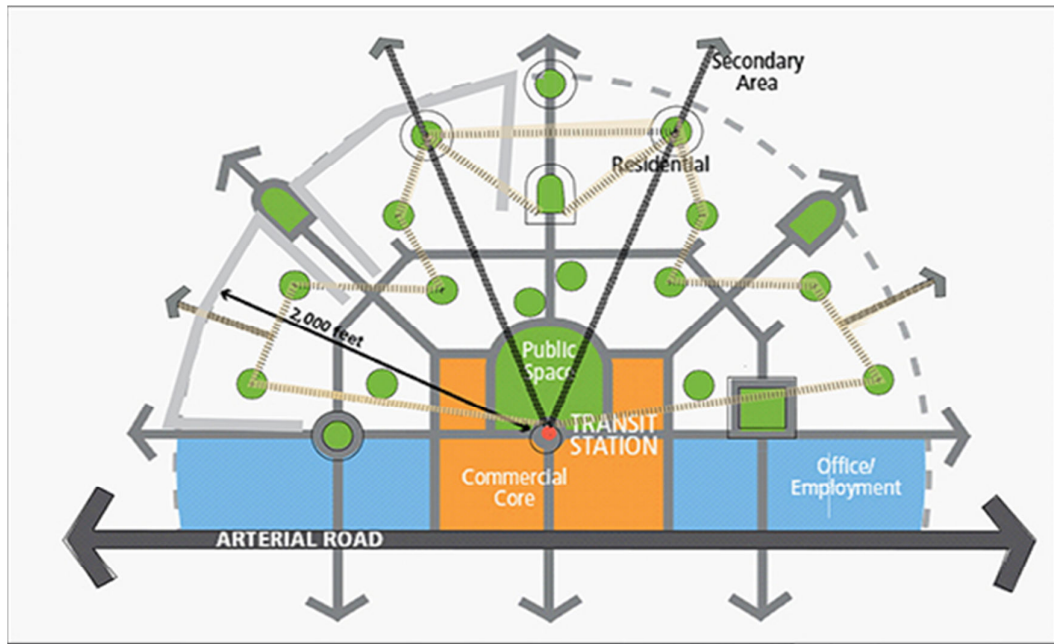 Secondary
Area
Residential
2,000 feet
Public
Space
TRANSIT
STATION
Commercial
Core
Office/
Employment
ARTERIAL ROAD